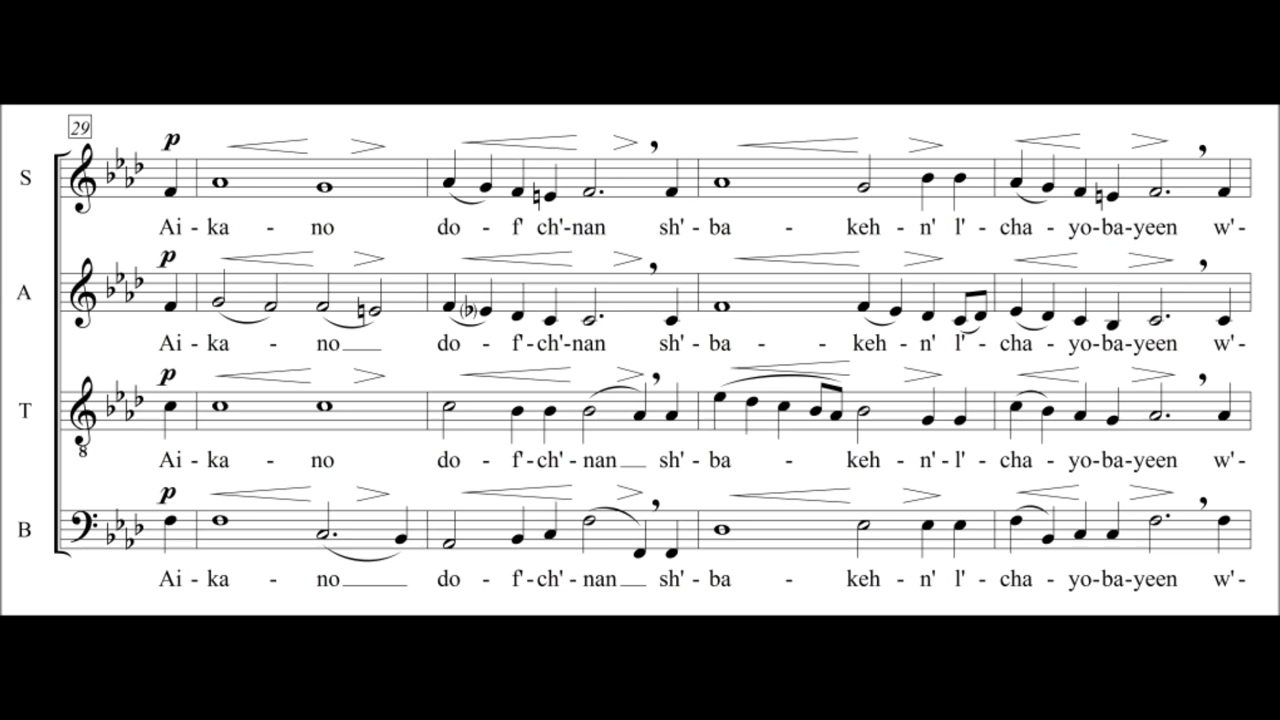 29
p
S
Ai - ka - no do - f' ch'-nan sh' - ba - keh - n' l' - cha - yo-ba-yeen w'-
p
A
Ai - ka - no do - f'-ch'-nan sh' - ba - - keh - n' l' - cha - yo-ba-yeen w'-
p
T
8
Ai - ka - no do - f'-ch' - nan sh' - ba - keh - n' - l' - cha - yo-ba-yeen w'-
p
B
Ai - ka - no do - f'-ch' - nan sh' - ba - keh - n' l' - cha - yo-ba-yeen w'-